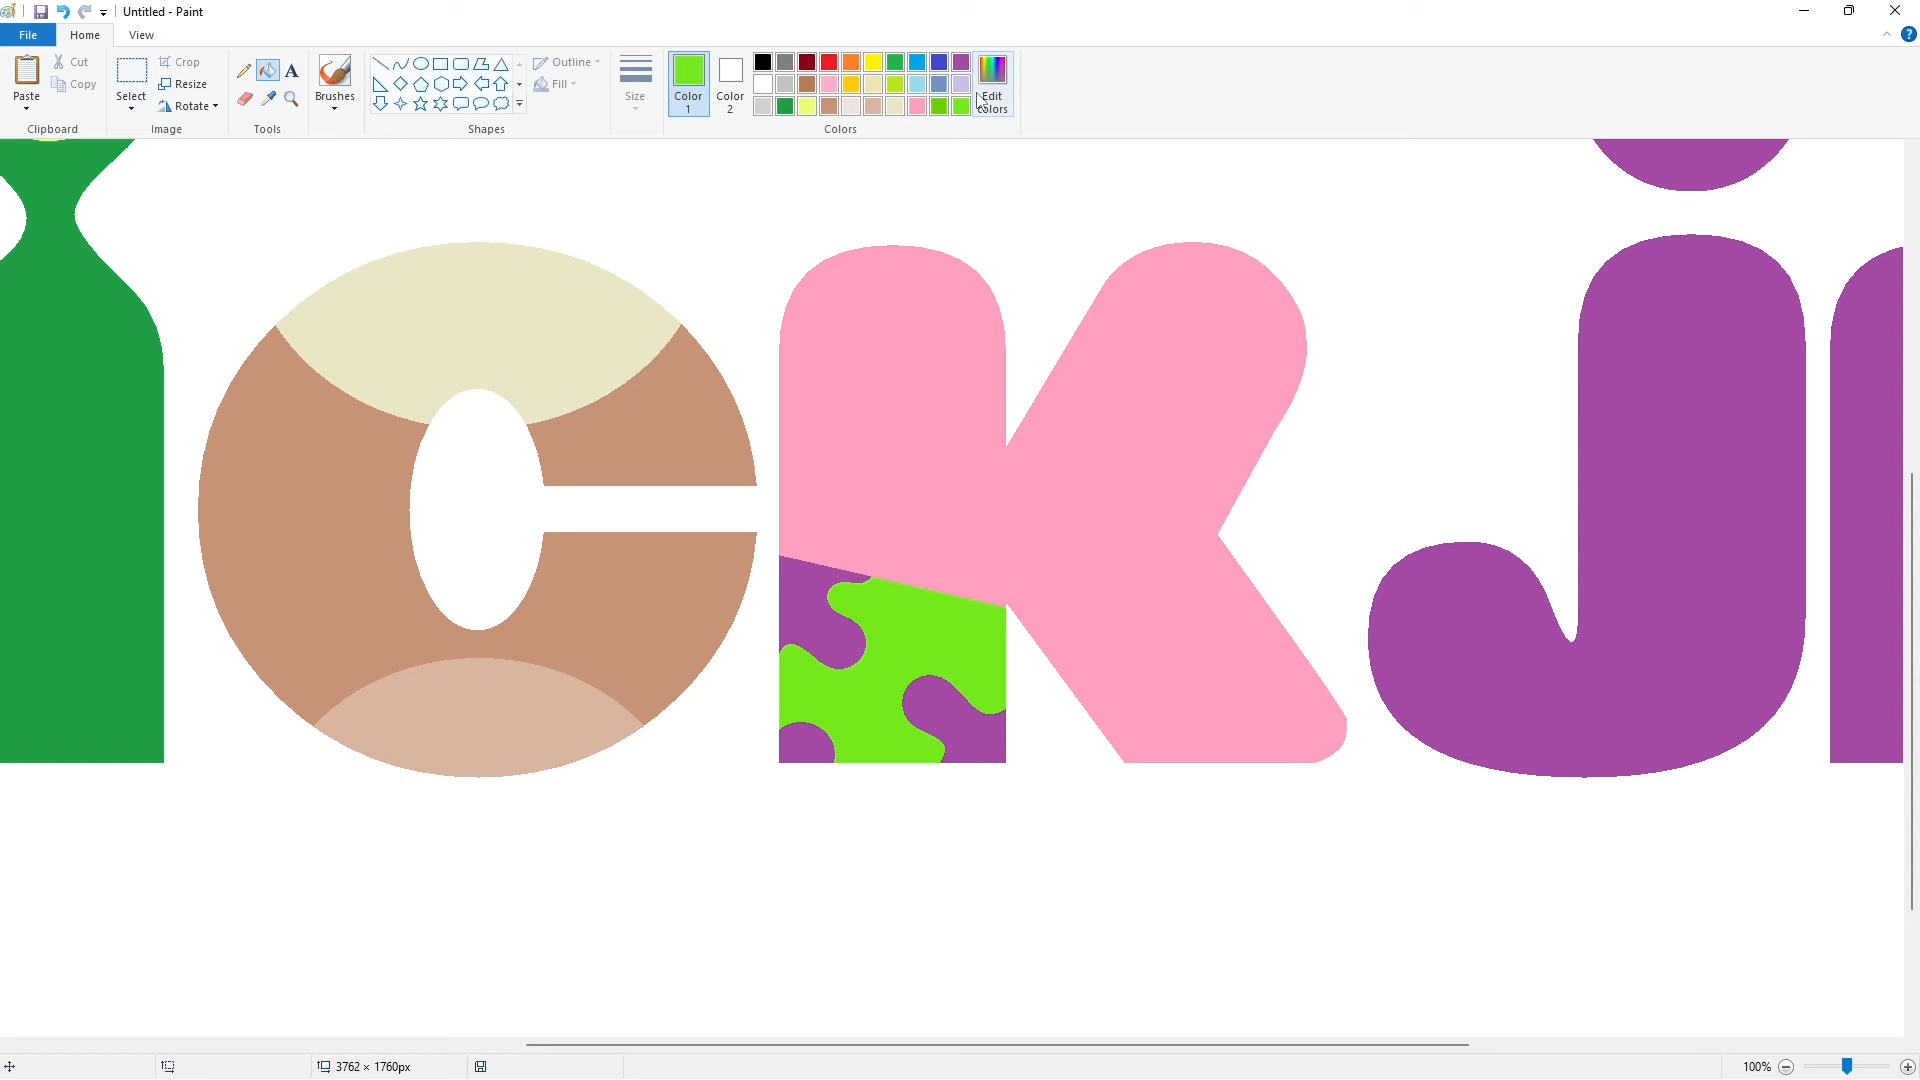 Untitled - Paint
File Home View
Paste
Cut
Copy
Clipboard
Select
Crop
Resize
Rotate
Image
A
Tools
Brushes
Shapes
Outline
Fill
Size
Color 1
Color 2
Edit colors
Colors
?
cKJ
3762 × 1760px
100%